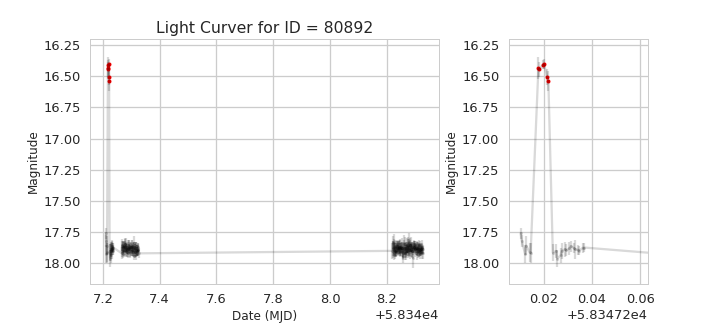 Light Curver for ID = 80892
16.25
16.50
16.75
17.00
17.25
17.50
17.75
18.00
Magnitude
7.2 7.4 7.6 7.8 8.0 8.2
Date (MJD)
+5.834e4
16.25
16.50
16.75
17.00
17.25
17.50
17.75
18.00
Magnitude
0.02 0.04 0.06
+5.83472e4